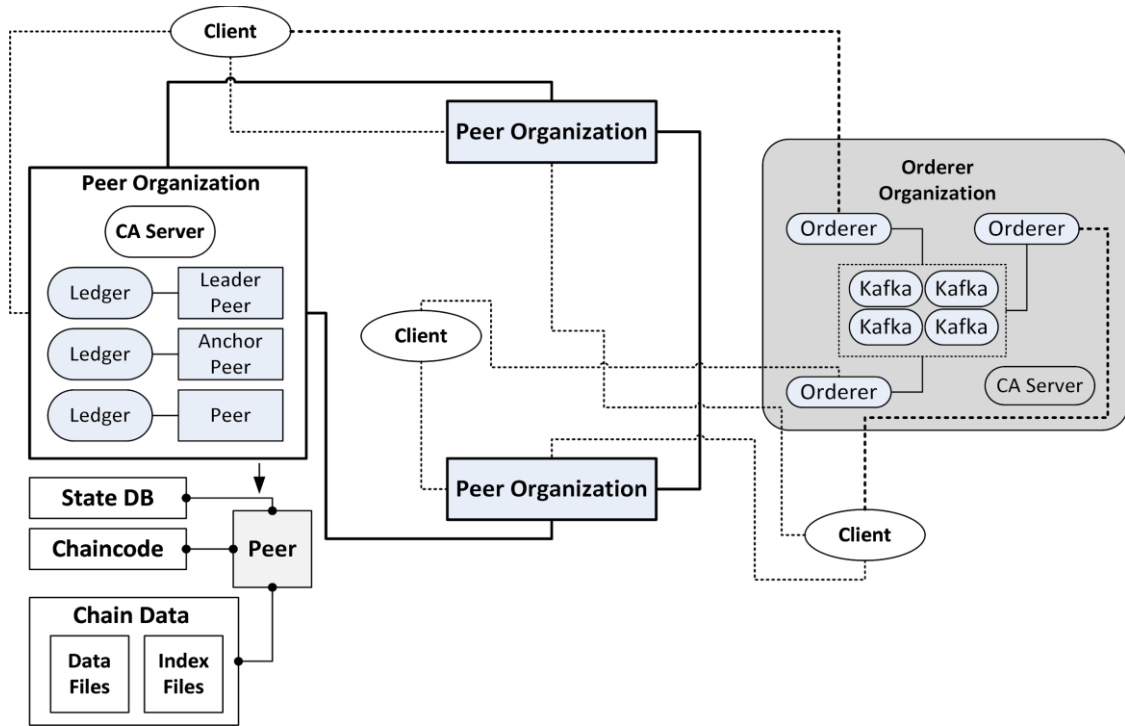 Client
Peer Organization
Peer Organization
CA Server
Ledger
Leader
Peer
Ledger
Anchor
Peer
Ledger
Peer
Orderer
Organization
Orderer
Orderer
Kafka
Kafka
Kafka
Kafka
Orderer
CA Server
Client
Peer Organization
Client
State DB
Chaincode
Peer
Chain Data
Data
Files
Index
Files